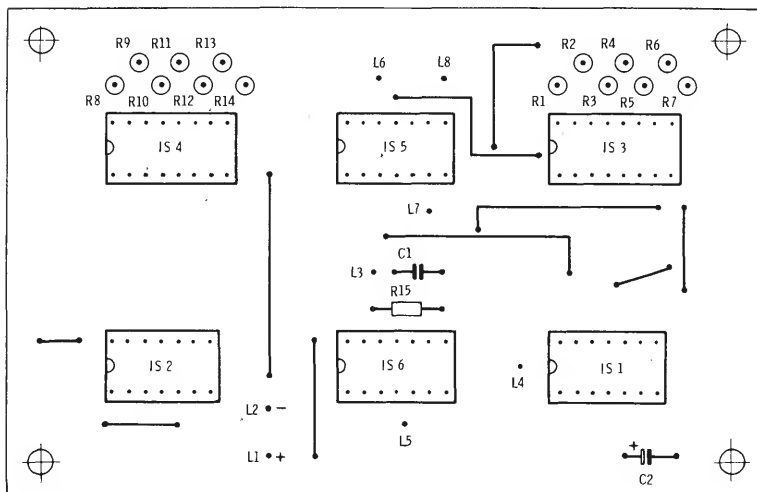 R9 R11 R13
R8 R10 R12 R14
L6 L8
R2 R4 R6
R1 R3 R5 R7
IS 4
IS 5
IS 3
L7
C1
L3
R15
IS 2
IS 6
IS 1
L4
L2 −
L1 +
L5
+
C2